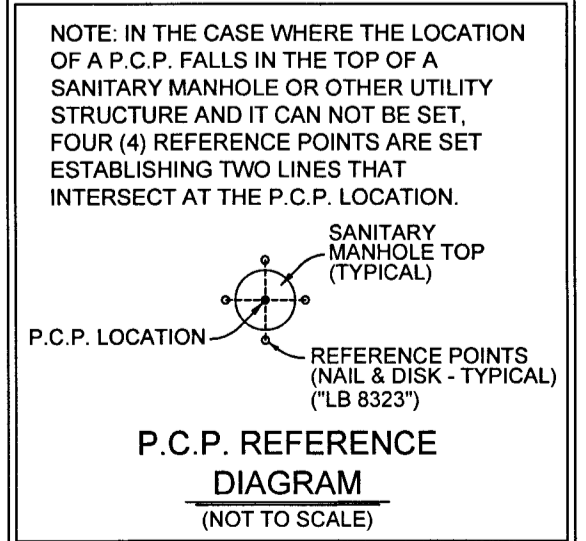 NOTE: IN THE CASE WHERE THE LOCATION
OF A P.C.P. FALLS IN THE TOP OF A
SANITARY MANHOLE OR OTHER UTILITY
STRUCTURE AND IT CAN NOT BE SET,
FOUR (4) REFERENCE POINTS ARE SET
ESTABLISHING TWO LINES THAT
INTERSECT AT THE P.C.P. LOCATION.
SANITARY
MANHOLE TOP
(TYPICAL)
P.C.P. LOCATION
REFERENCE POINTS
(NAIL & DISK - TYPICAL)
("LB 8323")
P.C.P. REFERENCE
DIAGRAM
(NOT TO SCALE)